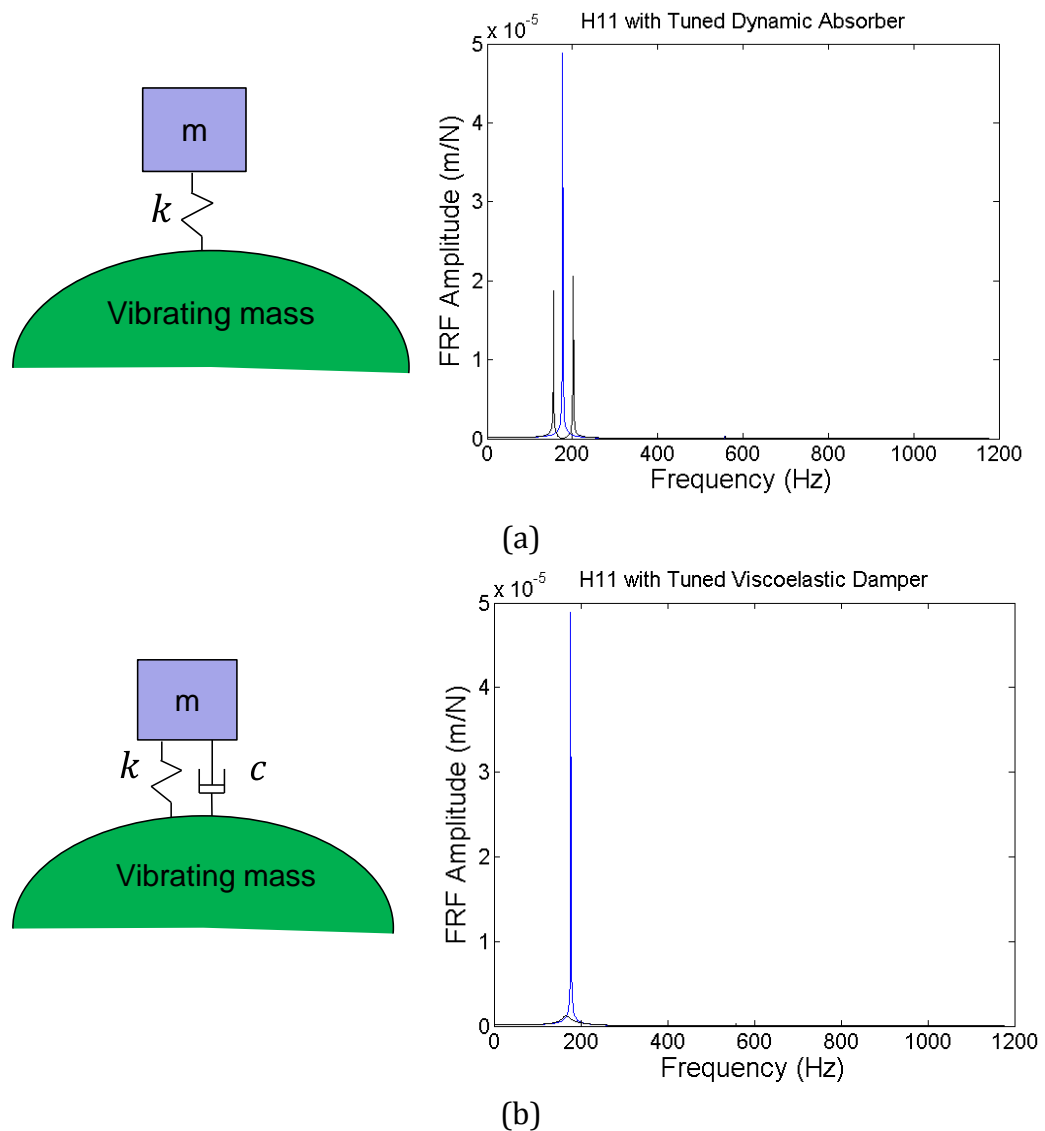 H11 with Tuned Dynamic Absorber
5 x 10-5
4
3
2
1
0
FRF Amplitude (m/N)
0 200 400 600 800 1000 1200
Frequency (Hz)
m
k
Vibrating mass
(a)
H11 with Tuned Viscoelastic Damper
5 x 10-5
4
3
2
1
0
FRF Amplitude (m/N)
0 200 400 600 800 1000 1200
Frequency (Hz)
m
k c
Vibrating mass
(b)